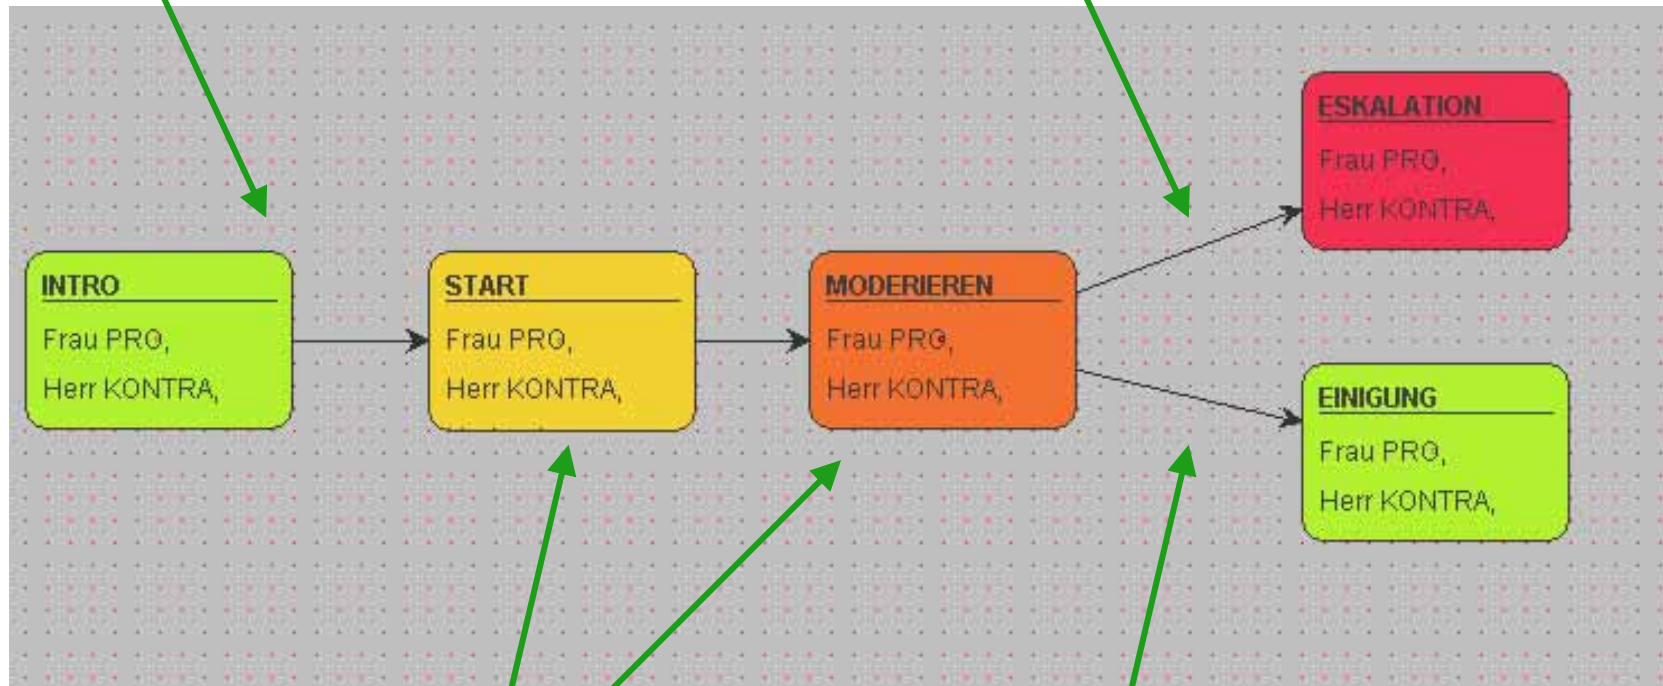 INTRO
Frau PRO,
Herr KONTRA,
START
Frau PRO,
Herr KONTRA,
MODERIEREN
Frau PRO,
Herr KONTRA,
ESKALATION
Frau PRO,
Herr KONTRA,
EINIGUNG
Frau PRO,
Herr KONTRA,